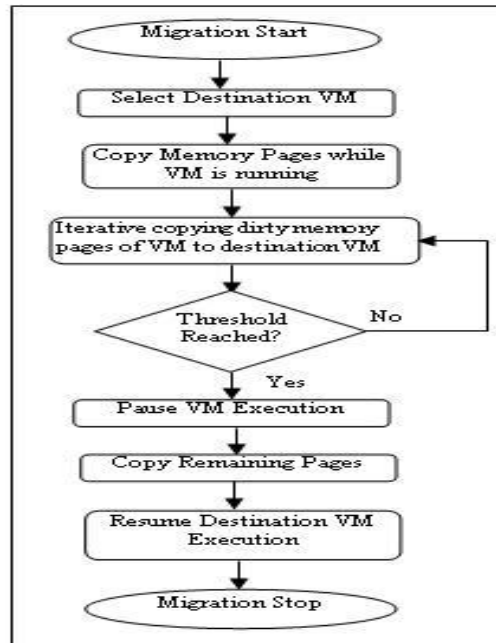 Migration Start
Select Destination VM
Copy Memory Pages while
VM is running
Iterative copying dirty memory
pages of VM to destination VM
Threshold
Reached?
No
Yes
Pause VM Execution
Copy Remaining Pages
Resume Destination VM
Execution
Migration Stop